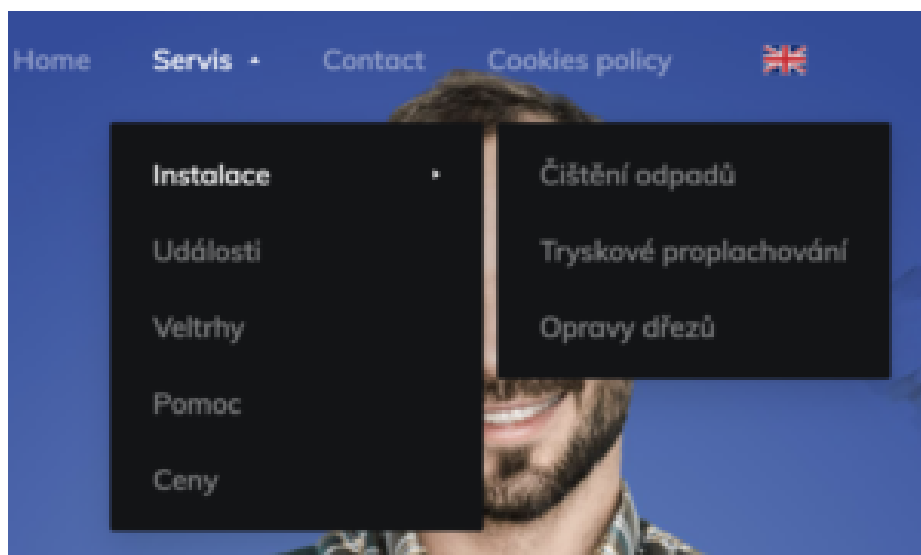 Home
Servis
Contact
Cookies policy
Instalace
Události
Veltrhy
Pomoc
Ceny
Čištění odpadů
Tryskové proplachování
Opravy dřezů